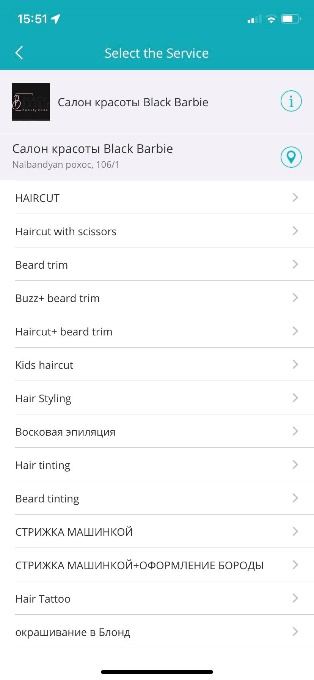 15:51
Select the Service
Салон красоты Black Barbie
Салон красоты Black Barbie
Nalbandyan рохос, 106/1
HAIRCUT
Haircut with scissors
Beard trim
Buzz+ beard trim
Haircut+ beard trim
Kids haircut
Hair Styling
Восковая эпиляция
Hair tinting
Beard tinting
СТРИЖКА МАШИНКОЙ
СТРИЖКА МАШИНКОЙ+ОФОРМЛЕНИЕ БОРОДЫ
Hair Tattoo
окрашивание в Блонд